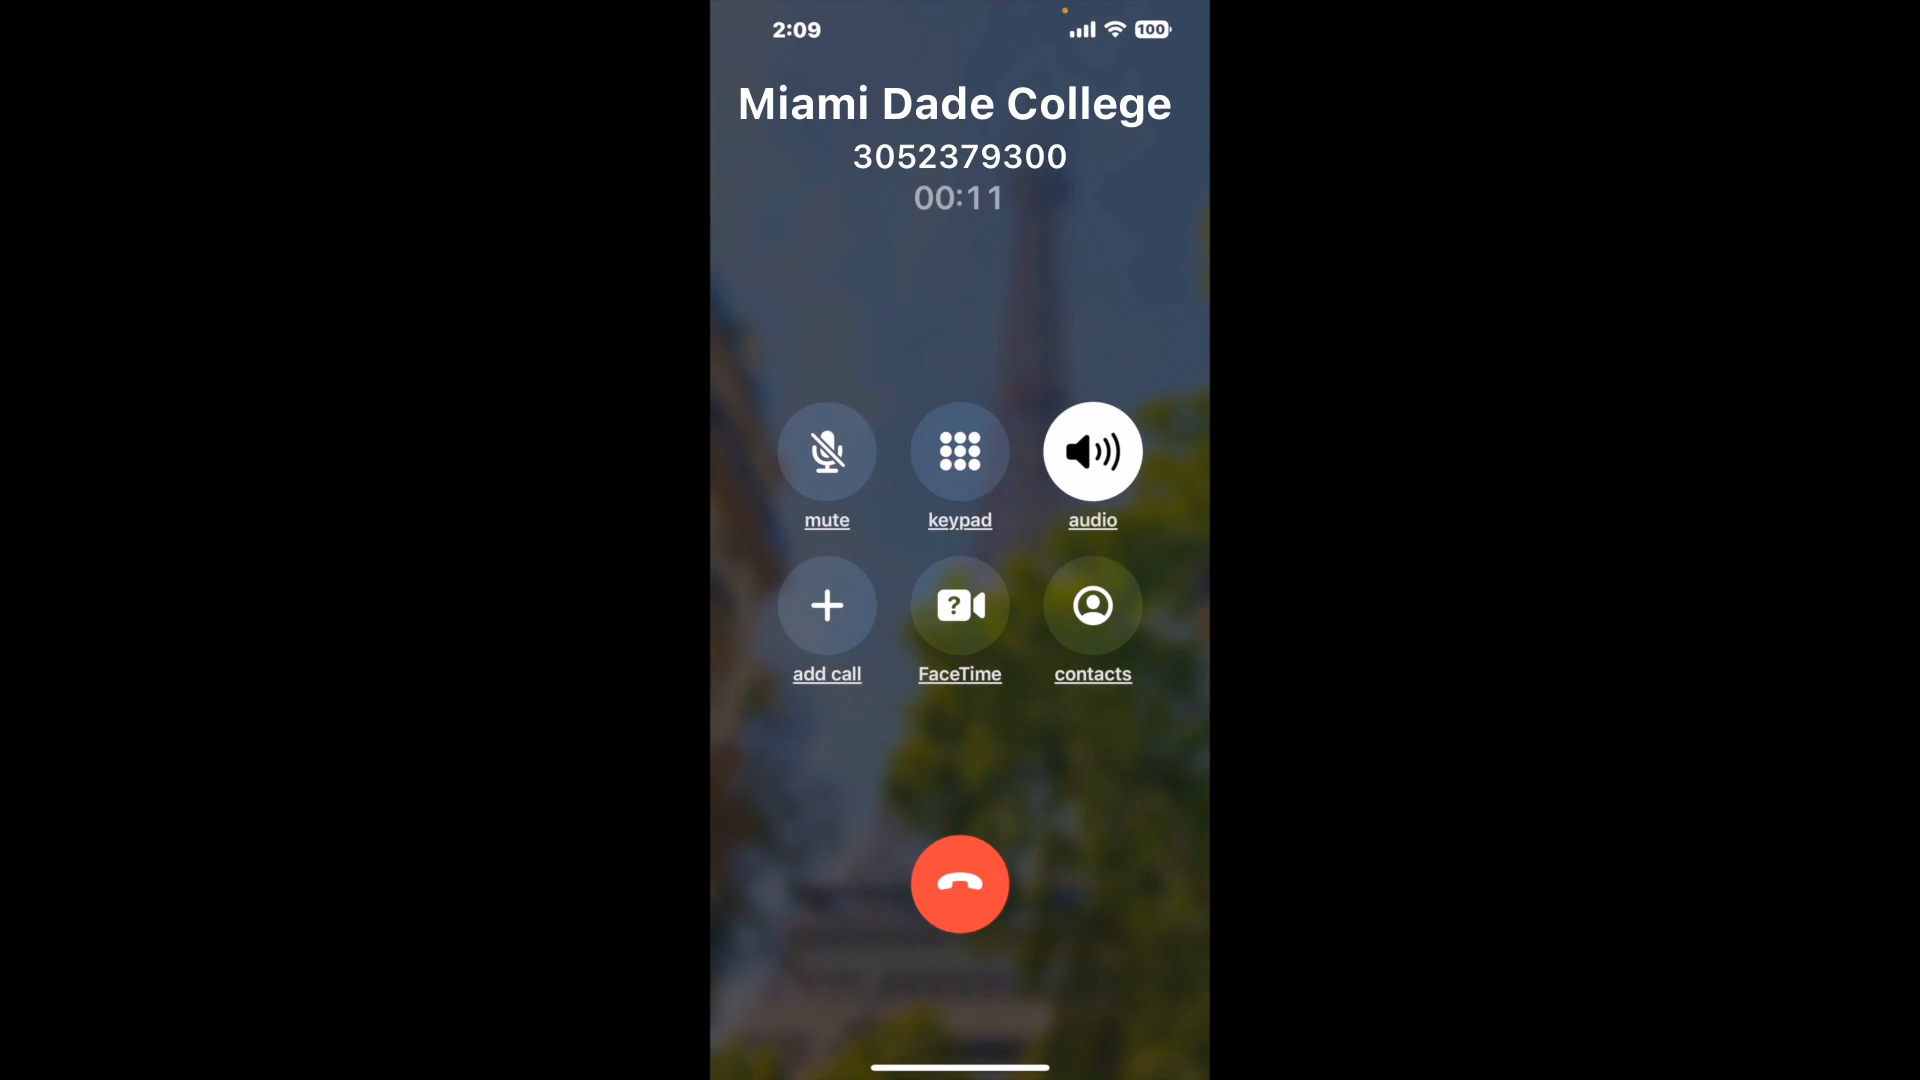 2:09
100
Miami Dade College
3052379300
00:11
mute
keypad
audio
?
add call
FaceTime
contacts